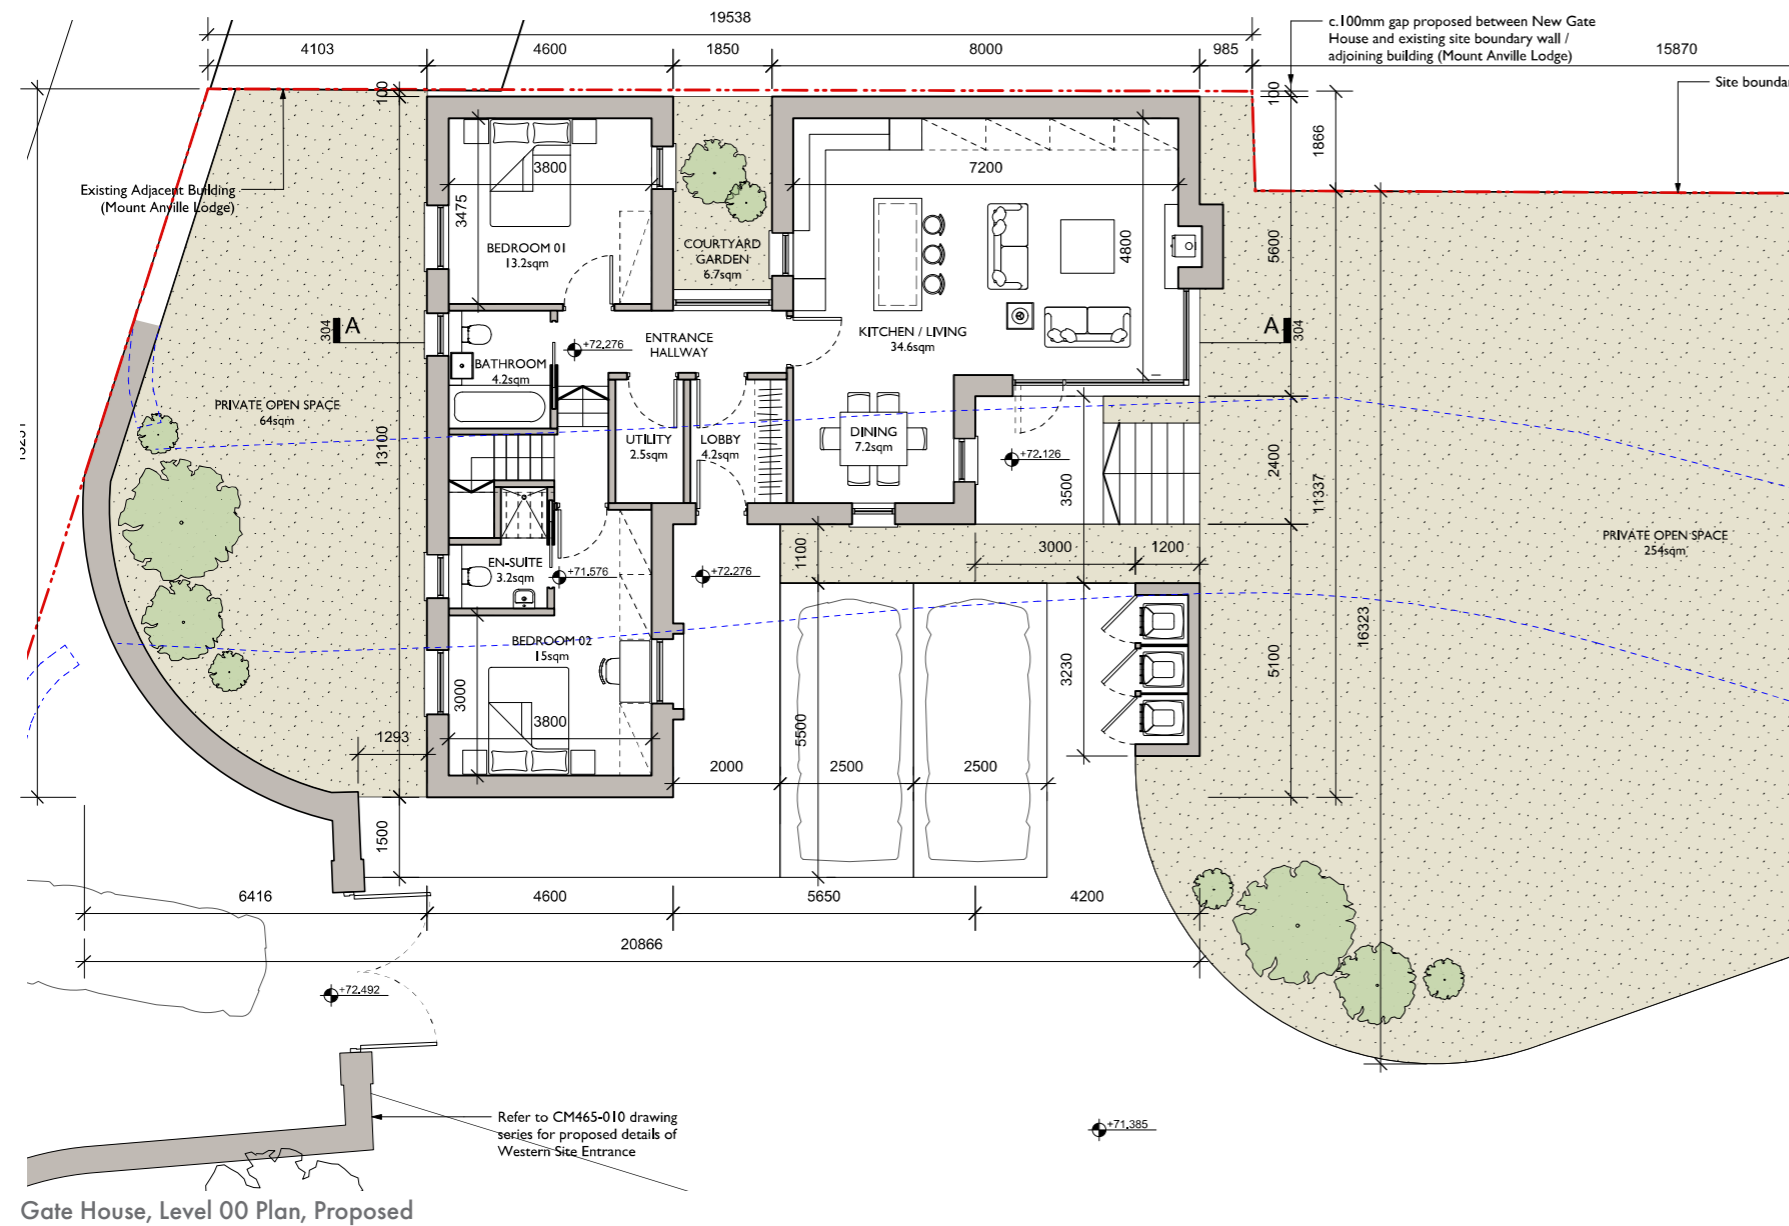 19538
c.100mm gap proposed between New Gate
House and existing site boundary wall /
adjoining building (Mount Anville Lodge)
4103
4600
1850
8000
985
15870
100
100
Site boundar
1866
Existing Adjacent Building
(Mount Anville Lodge)
3800
7200
3475
4800
5600
BEDROOM 01
13.2sqm
COURTYARD
GARDEN
6.7sqm
304
A
ENTRANCE
HALLWAY
+72.276
KITCHEN / LIVING
34.6sqm
A
304
BATHROOM
4.2sqm
PRIVATE OPEN SPACE
64sqm
13100
UTILITY
2.5sqm
LOBBY
4.2sqm
DINING
7.2sqm
+72.126
3500
2400
11337
PRIVATE OPEN SPACE
254sqm
EN-SUITE
3.2sqm
+71.576
+72.276
1100
3000
1200
BEDROOM 02
15sqm
3000
3800
3230
5100
16323
1293
5500
2000
2500
2500
1500
6416
4600
5650
4200
20866
+72.492
Refer to CM465-010 drawing
series for proposed details of
Western Site Entrance
+71.385
Gate House, Level 00 Plan, Proposed